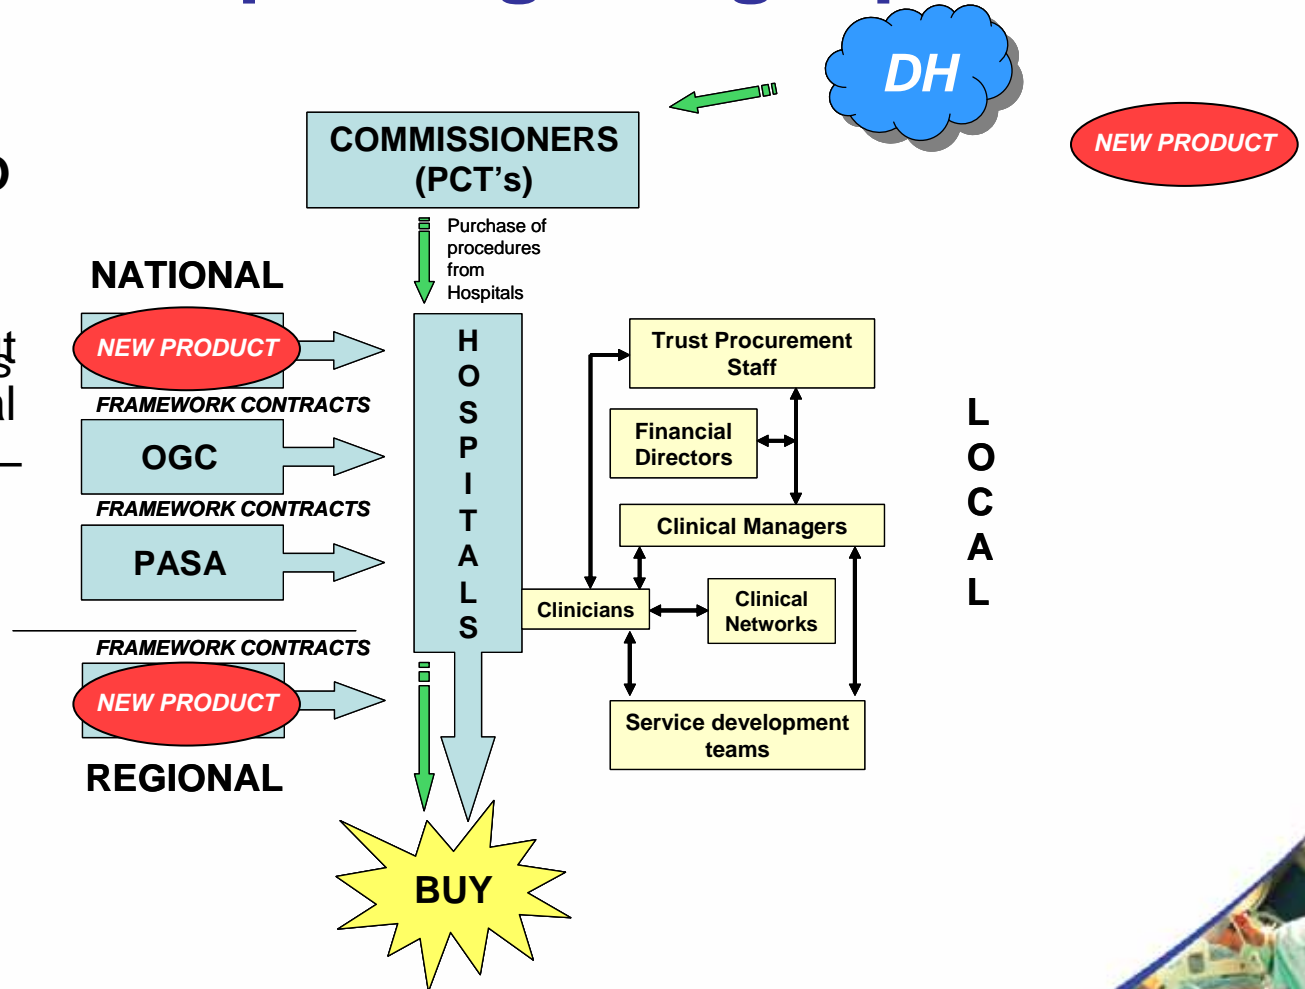 DH
NEW PRODUCT
COMMISSIONERS
(PCT's)
Purchase of
procedures
from
Hospitals
NATIONAL
NEW PRODUCT
FRAMEWORK CONTRACTS
OGC
FRAMEWORK CONTRACTS
PASA
FRAMEWORK CONTRACTS
NEW PRODUCT
REGIONAL
HOSPITALS
Trust Procurement
Staff
Financial
Directors
Clinical Managers
Clinicians
Clinical
Networks
Service development
teams
LOCAL
BUY